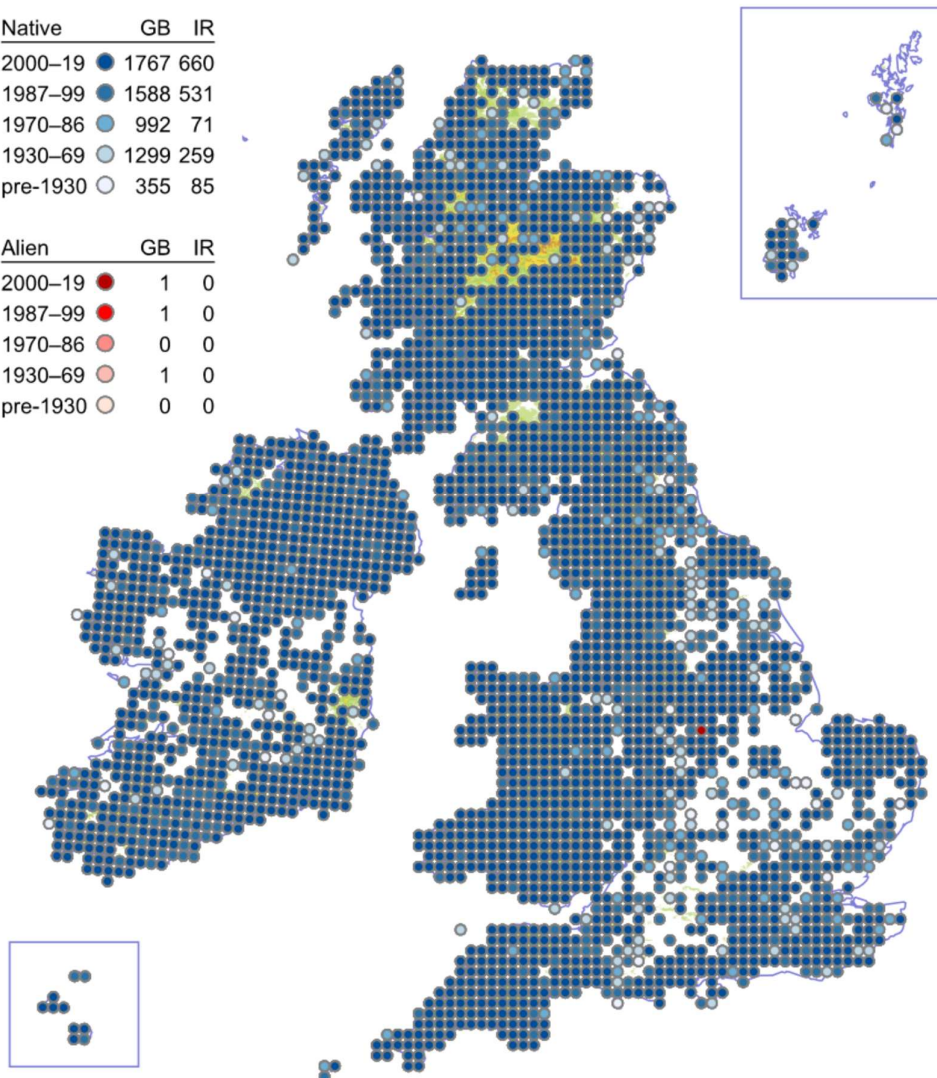 Native GB IR
2000–19 1767 660
1987–99 1588 531
1970–86 992 71
1930–69 1299 259
pre-1930 355 85
Alien GB IR
2000–19 1 0
1987–99 1 0
1970–86 0 0
1930–69 1 0
pre-1930 0 0